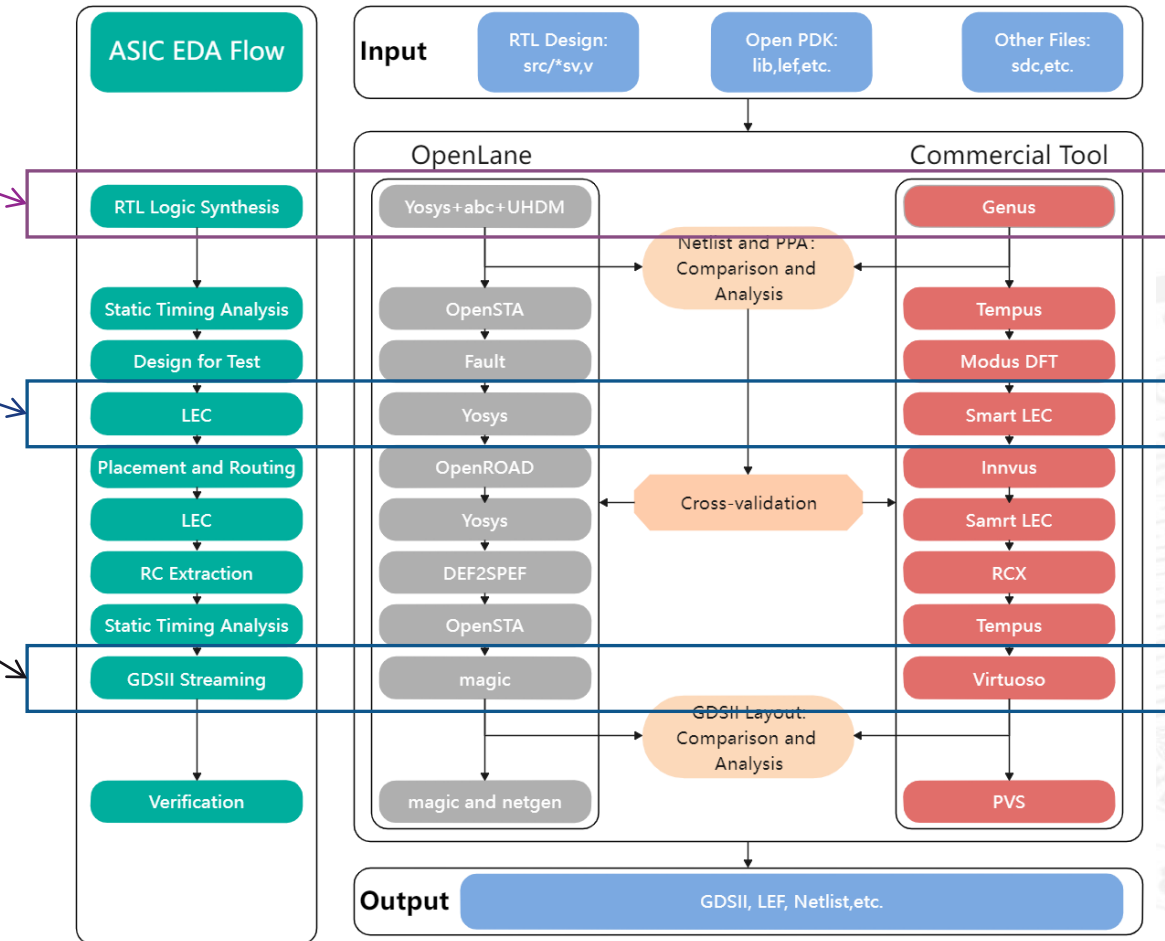 ASIC EDA Flow
Input
RTL Design:
src/*sv,v
Open PDK:
lib,lef,etc.
Other Files:
sdc,etc.
OpenLane
Commercial Tool
RTL Logic Synthesis
Yosys+abc+UHDM
Genus
Netlist and PPA:
Comparison and
Analysis
Static Timing Analysis
OpenSTA
Tempus
Design for Test
Fault
Modus DFT
LEC
Yosys
Smart LEC
Placement and Routing
OpenROAD
Innvus
Cross-validation
LEC
Yosys
Samrt LEC
RC Extraction
DEF2SPEF
RCX
Static Timing Analysis
OpenSTA
Tempus
GDSII Streaming
magic
Virtuoso
GDSII Layout:
Comparison and
Analysis
Verification
magic and netgen
PVS
Output
GDSII, LEF, Netlist,etc.